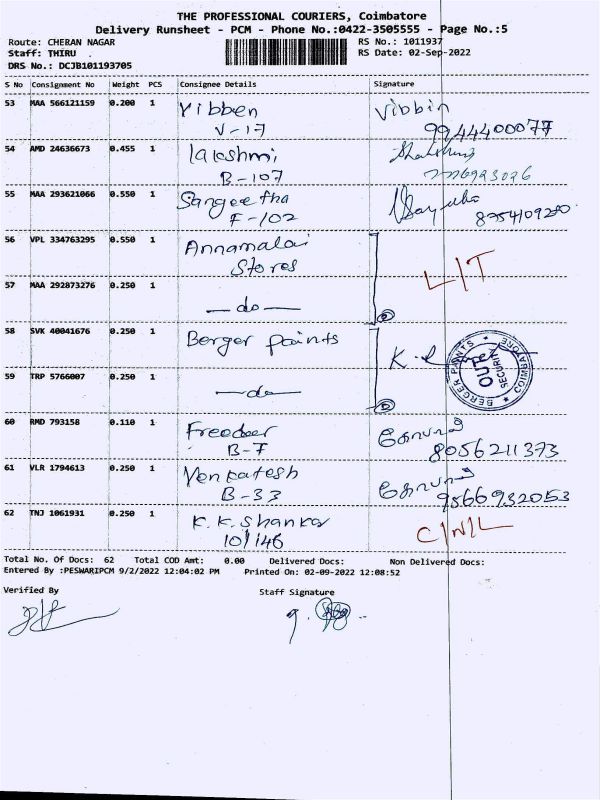 THE PROFESSIONAL COURIERS, Coimbatore
Delivery Runsheet - PCM - Phone No.:0422-3505555 - Page No.:5
Route: CHERAN NAGAR RS No.: 1011937
Staff: THIRU . RS Date: 02-Sep-2022
DRS No.: DCJB101193705
S No Consignment No Weight PCS Consignee Details Signature
53 MAA 566121159 0.200 1 Vibben Vibbin
V-17 9944400077
54 AMD 24636673 0.455 1 lakshmi
B-107
55 MAA 293621066 0.550 1 Sangeetha
F-102
56 VPL 334763295 0.550 1 Annamalai
Stores L/T
57 MAA 292873276 0.250 1 —do—
58 SVK 40041676 0.250 1 Berger paints K.
BERGER PAINTS ★ COIMBATORE ★
SECURITY
59 TRP 5766007 0.250 1 —do—
60 RMD 793158 0.110 1
B-7 8056211373
61 VLR 1794613 0.250 1 Venkatesh
B-33 9566932053
62 TNJ 1061931 0.250 1 K.K.Shankar C/N/L
10/146
Total No. Of Docs: 62 Total COD Amt: 0.00 Delivered Docs: Non Delivered Docs:
Entered By :PESWARIPCM 9/2/2022 12:04:02 PM Printed On: 02-09-2022 12:08:52
Verified By Staff Signature